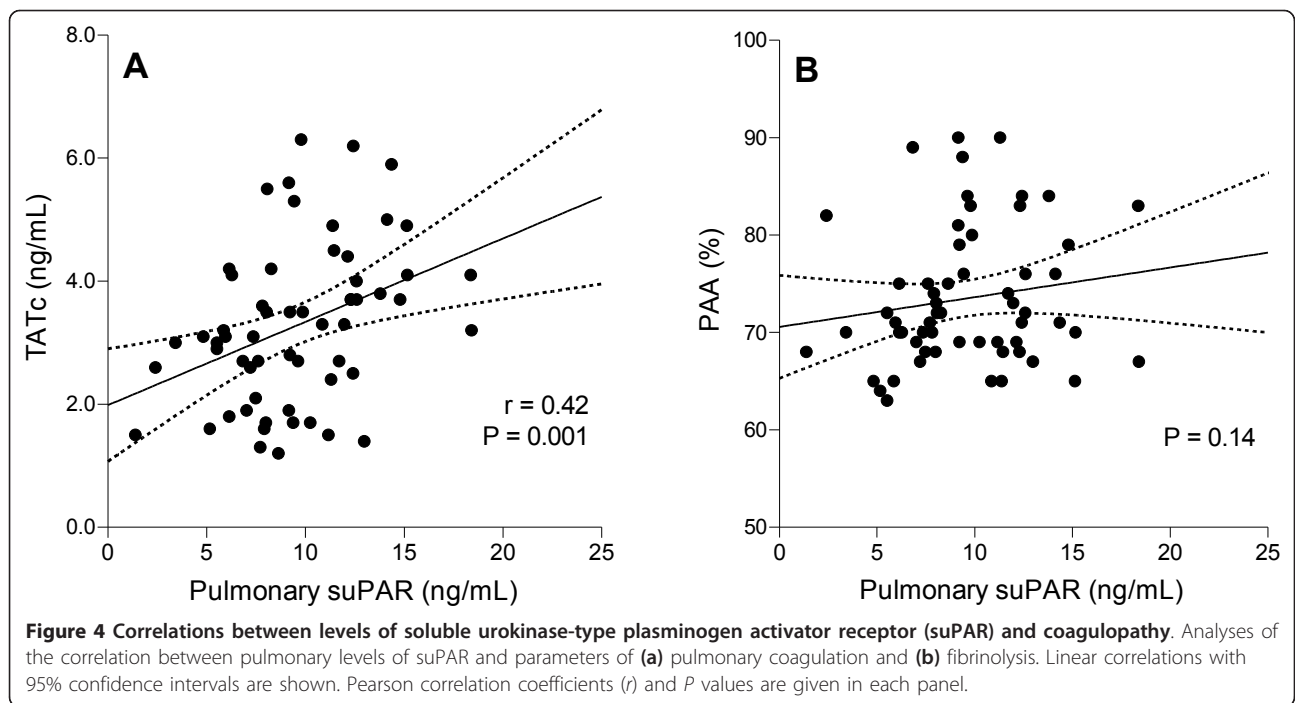 8.0
A
6.0
4.0
2.0
0.0
TATc (ng/mL)
r = 0.42
P = 0.001
0 5 10 15 20 25
Pulmonary suPAR (ng/mL)
100
B
90
80
70
60
50
PAA (%)
P = 0.14
0 5 10 15 20 25
Pulmonary suPAR (ng/mL)
Figure 4 Correlations between levels of soluble urokinase-type plasminogen activator receptor (suPAR) and coagulopathy. Analyses of
the correlation between pulmonary levels of suPAR and parameters of (a) pulmonary coagulation and (b) fibrinolysis. Linear correlations with
95% confidence intervals are shown. Pearson correlation coefficients (r) and P values are given in each panel.